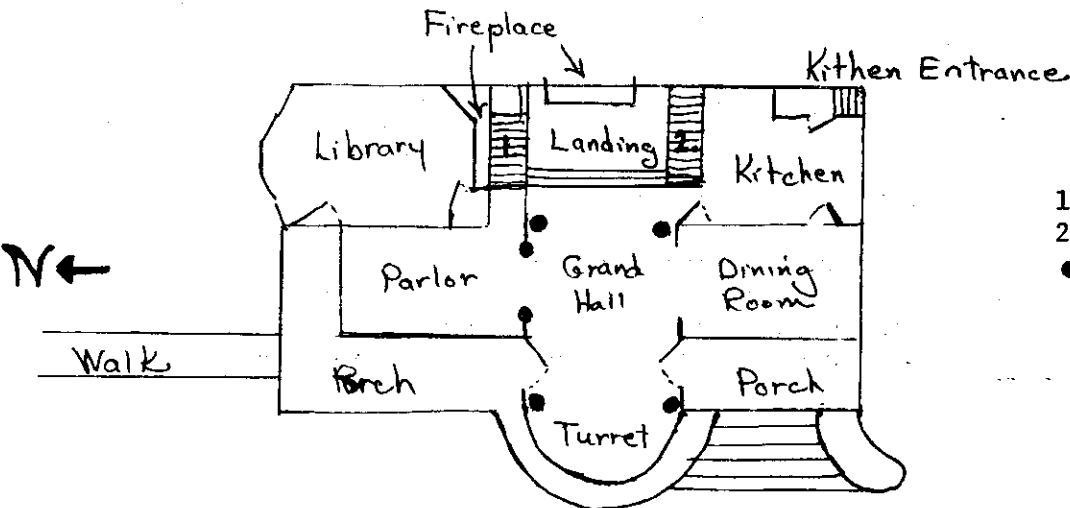 Fireplace
Kithen Entrance
Library
1
Landing
2.
Kitchen
1
2
N
Parlor
Grand
Hall
Dining
Room
Walk
Porch
Porch
Turret